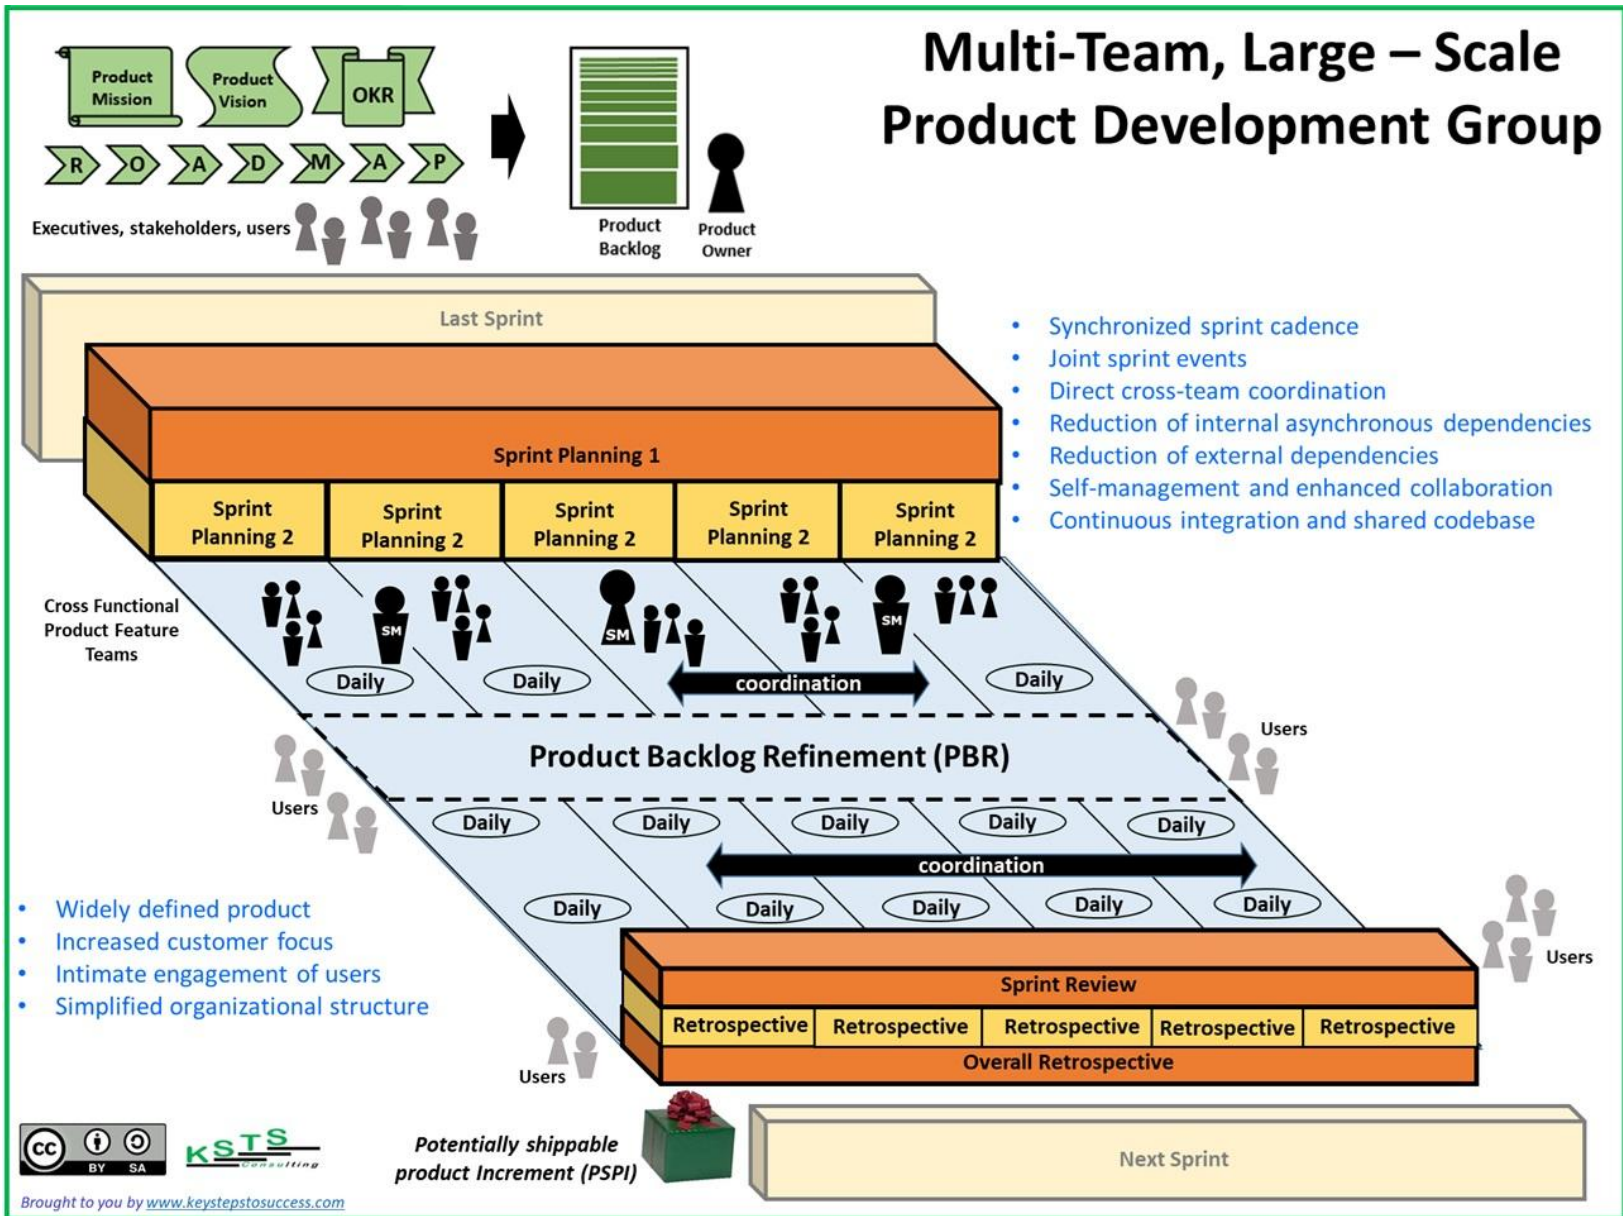 Multi-Team, Large – Scale
Product Development Group
Product
Mission
Product
Vision
OKR
R O A D M A P
Executives, stakeholders, users
Product
Backlog
Product
Owner
Last Sprint
Sprint Planning 1
Sprint
Planning 2
Sprint
Planning 2
Sprint
Planning 2
Sprint
Planning 2
Sprint
Planning 2
• Synchronized sprint cadence
• Joint sprint events
• Direct cross-team coordination
• Reduction of internal asynchronous dependencies
• Reduction of external dependencies
• Self-management and enhanced collaboration
• Continuous integration and shared codebase
Cross Functional
Product Feature
Teams
SM
SM
SM
Daily
Daily
coordination
Daily
Users
Product Backlog Refinement (PBR)
Users
Daily
Daily
Daily
Daily
Daily
coordination
Daily
Daily
Daily
Daily
Daily
• Widely defined product
• Increased customer focus
• Intimate engagement of users
• Simplified organizational structure
Users
Sprint Review
Retrospective
Retrospective
Retrospective
Retrospective
Retrospective
Overall Retrospective
Users
Potentially shippable
product Increment (PSPI)
Next Sprint
cc
BY SA
KSTS
Consulting
Brought to you by www.keystepstosuccess.com